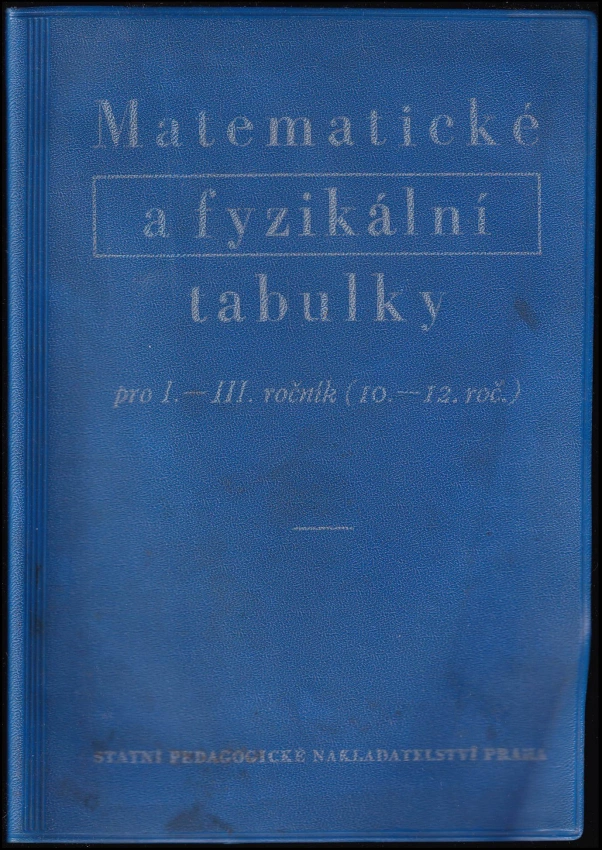 Matematické
a fyzikální
tabulky
pro I.—III. ročník (10.—12. roč.)
STÁTNÍ PEDAGOGICKÉ NAKLADATELSTVÍ PRAHA